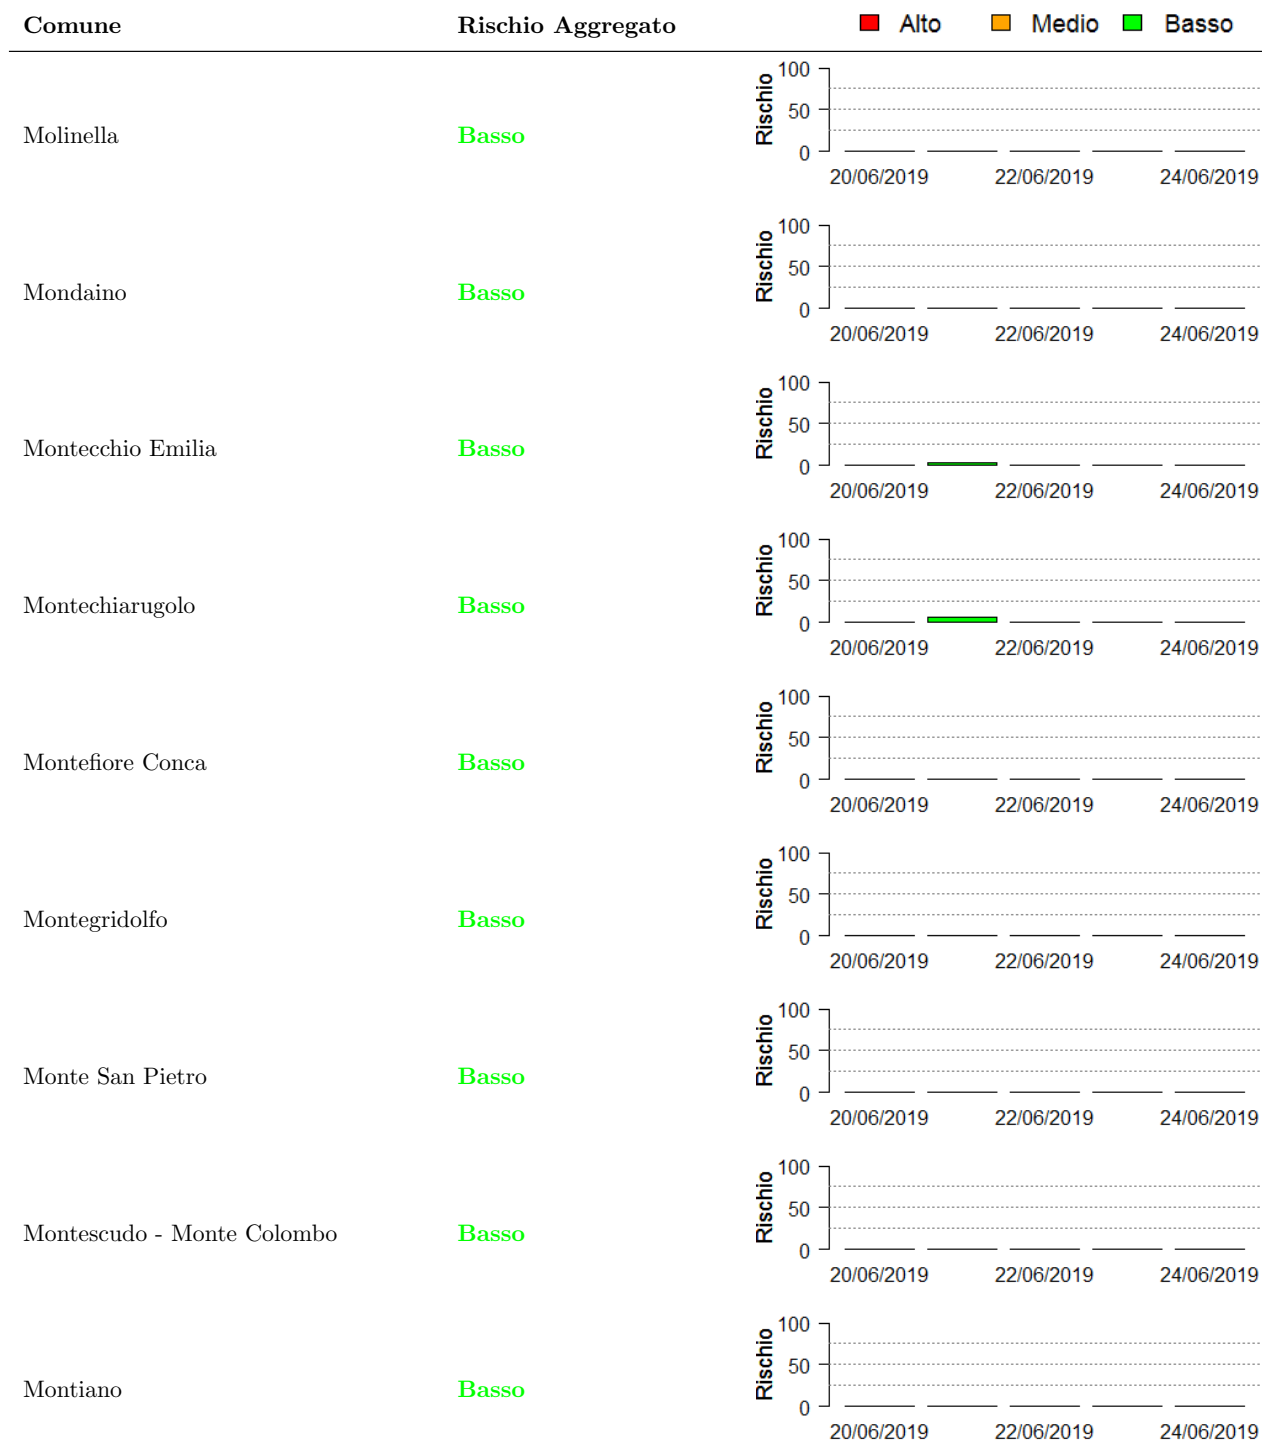 Comune Rischio Aggregato Alto Medio Basso
Molinella Basso Rischio 100 50 0
20/06/2019 22/06/2019 24/06/2019
Mondaino Basso Rischio 100 50 0
20/06/2019 22/06/2019 24/06/2019
Montecchio Emilia Basso Rischio 100 50 0
20/06/2019 22/06/2019 24/06/2019
Montechiarugolo Basso Rischio 100 50 0
20/06/2019 22/06/2019 24/06/2019
Montefiore Conca Basso Rischio 100 50 0
20/06/2019 22/06/2019 24/06/2019
Montegridolfo Basso Rischio 100 50 0
20/06/2019 22/06/2019 24/06/2019
Monte San Pietro Basso Rischio 100 50 0
20/06/2019 22/06/2019 24/06/2019
Montescudo - Monte Colombo Basso Rischio 100 50 0
20/06/2019 22/06/2019 24/06/2019
Montiano Basso Rischio 100 50 0
20/06/2019 22/06/2019 24/06/2019